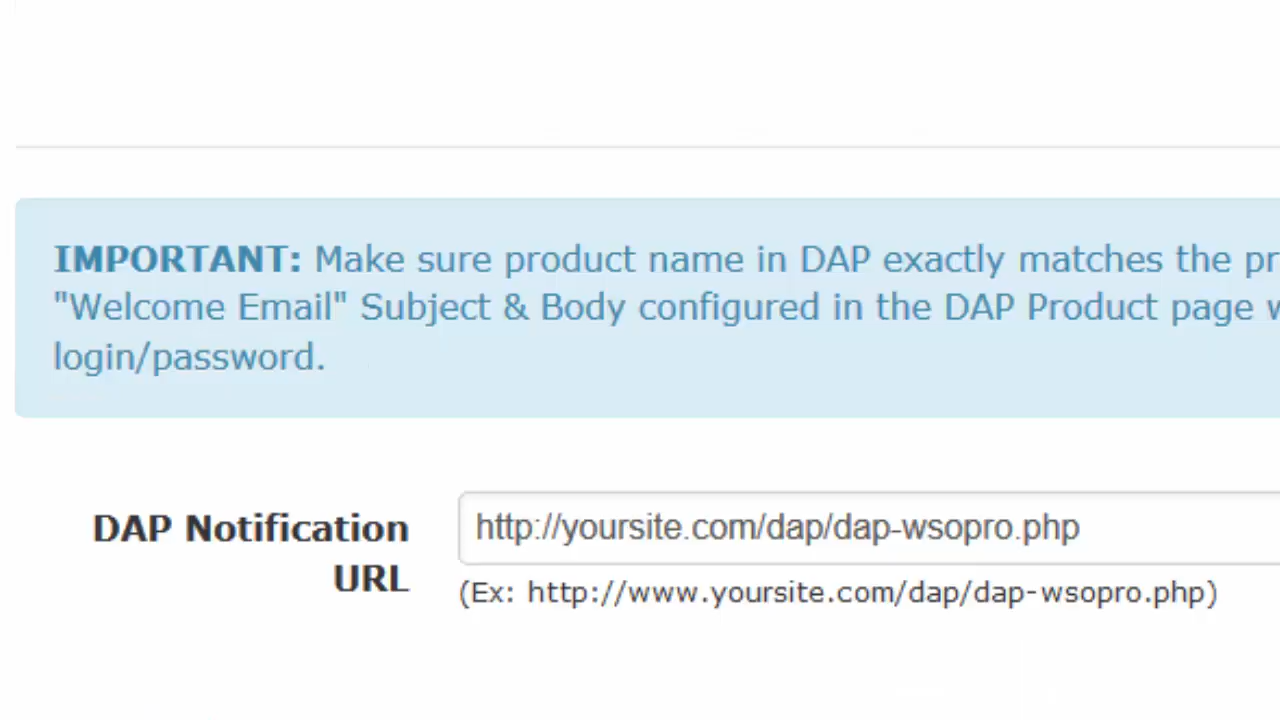 IMPORTANT: Make sure product name in DAP exactly matches the
"Welcome Email" Subject & Body configured in the DAP Product page
login/password.
DAP Notification
URL
http://yoursite.com/dap/dap-wsopro.php
(Ex: http://www.yoursite.com/dap/dap-wsopro.php)